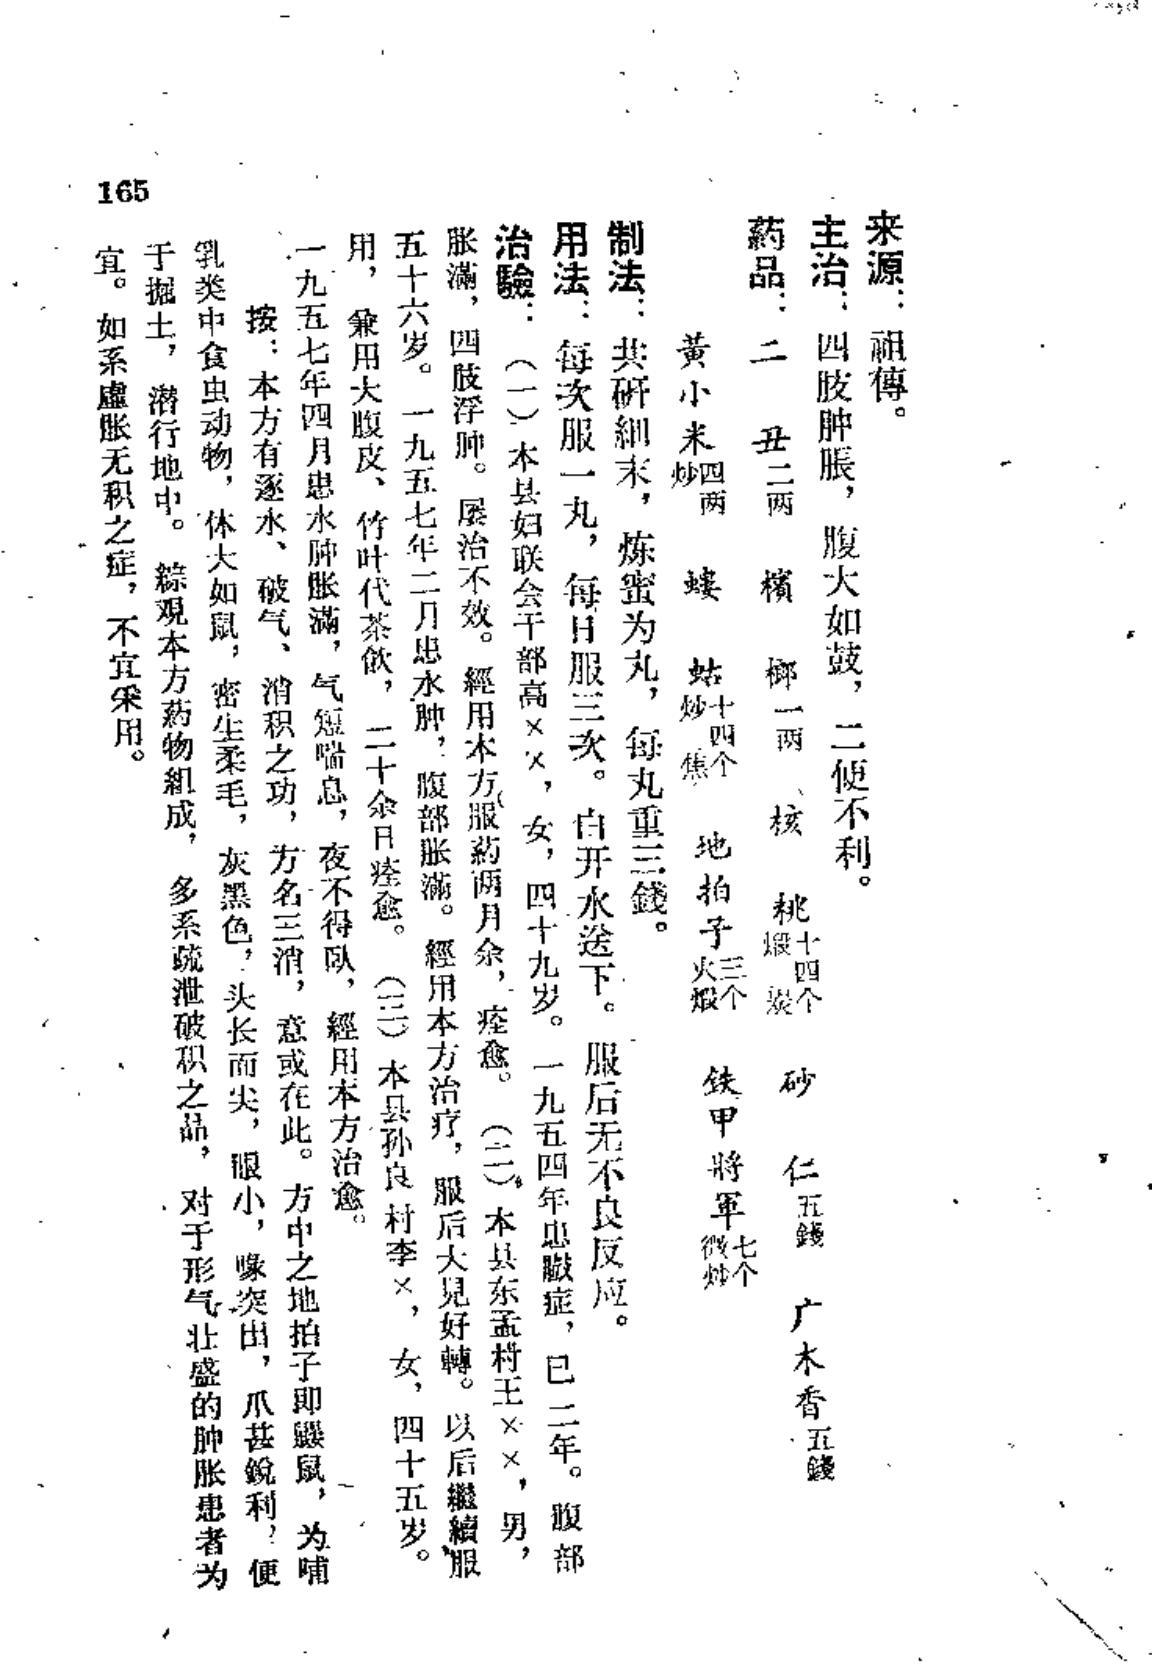 来源：祖傳。
主治：四肢肿脹，腹大如鼓，二便不利。
药品：二丑二两　檳榔一两　核桃十四个煅炭　砂仁五錢　广木香五錢
黄小米四两炒　螻蛄十四个炒焦　地拍子三个火煅　鉄甲將軍七个微炒
制法：共研細末，炼蜜为丸，每丸重三錢。
用法：每次服一丸，每日服三次。白开水送下。服后无不良反应。
治驗：（一）本县妇联会干部高××，女，四十九岁。一九五四年患臌症，已二年。腹部
脹滿，四肢浮肿。屡治不效。經用本方服药两月余，痊愈。（二）本县东孟村王××，男，
五十六岁。一九五七年二月患水肿，腹部脹滿。經用本方治疗，服后大見好轉。以后繼續服
用，兼用大腹皮、竹叶代茶飲，二十余日痊愈。（三）本县孙良村李×，女，四十五岁。
一九五七年四月患水肿脹滿，气短喘息，夜不得臥，經用本方治愈。
按：本方有逐水、破气、消积之功，方名三消，意或在此。方中之地拍子即鼹鼠，为哺
乳类中食虫动物，体大如鼠，密生柔毛，灰黑色，头长而尖，眼小，喙突出，爪甚銳利，便
于掘土，潜行地中。綜观本方药物組成，多系疏泄破积之品，对于形气壮盛的肿胀患者为
宜。如系虛胀无积之症，不宜采用。
165